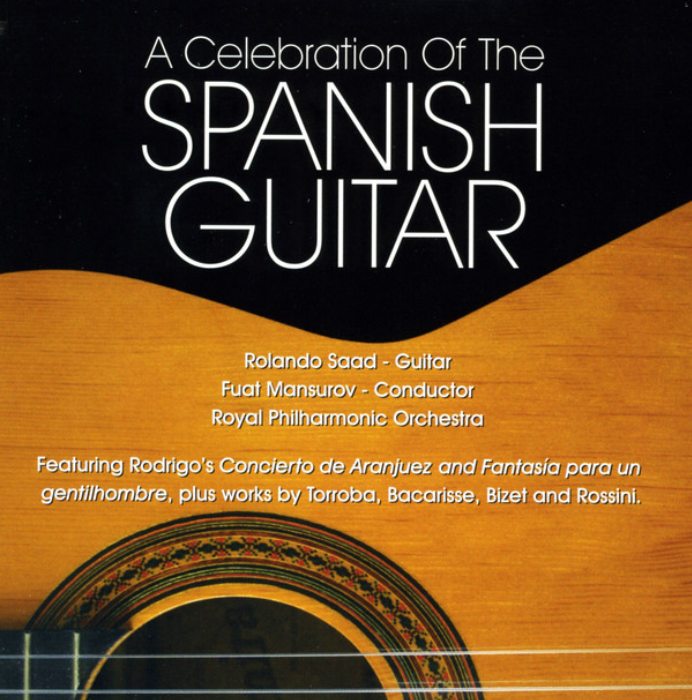 A Celebration Of The
SPANISH
GUITAR
Rolando Saad - Guitar
Fuat Mansurov - Conductor
Royal Philharmonic Orchestra
Featuring Rodrigo's Concierto de Aranjuez and Fantasía para un
gentilhombre, plus works by Torroba, Bacarisse, Bizet and Rossini.